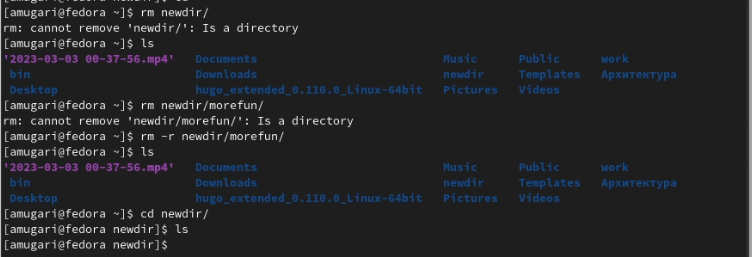 [amugari@fedora ~]$ rm newdir/
rm: cannot remove 'newdir/': Is a directory
[amugari@fedora ~]$ ls
'2023-03-03 00-37-56.mp4' Documents Music Public work
bin Downloads newdir Templates Архитектура
Desktop hugo_extended_0.110.0_Linux-64bit Pictures Videos
[amugari@fedora ~]$ rm newdir/morefun/
rm: cannot remove 'newdir/morefun/': Is a directory
[amugari@fedora ~]$ rm -r newdir/morefun/
[amugari@fedora ~]$ ls
'2023-03-03 00-37-56.mp4' Documents Music Public work
bin Downloads newdir Templates Архитектура
Desktop hugo_extended_0.110.0_Linux-64bit Pictures Videos
[amugari@fedora ~]$ cd newdir/
[amugari@fedora newdir]$ ls
[amugari@fedora newdir]$